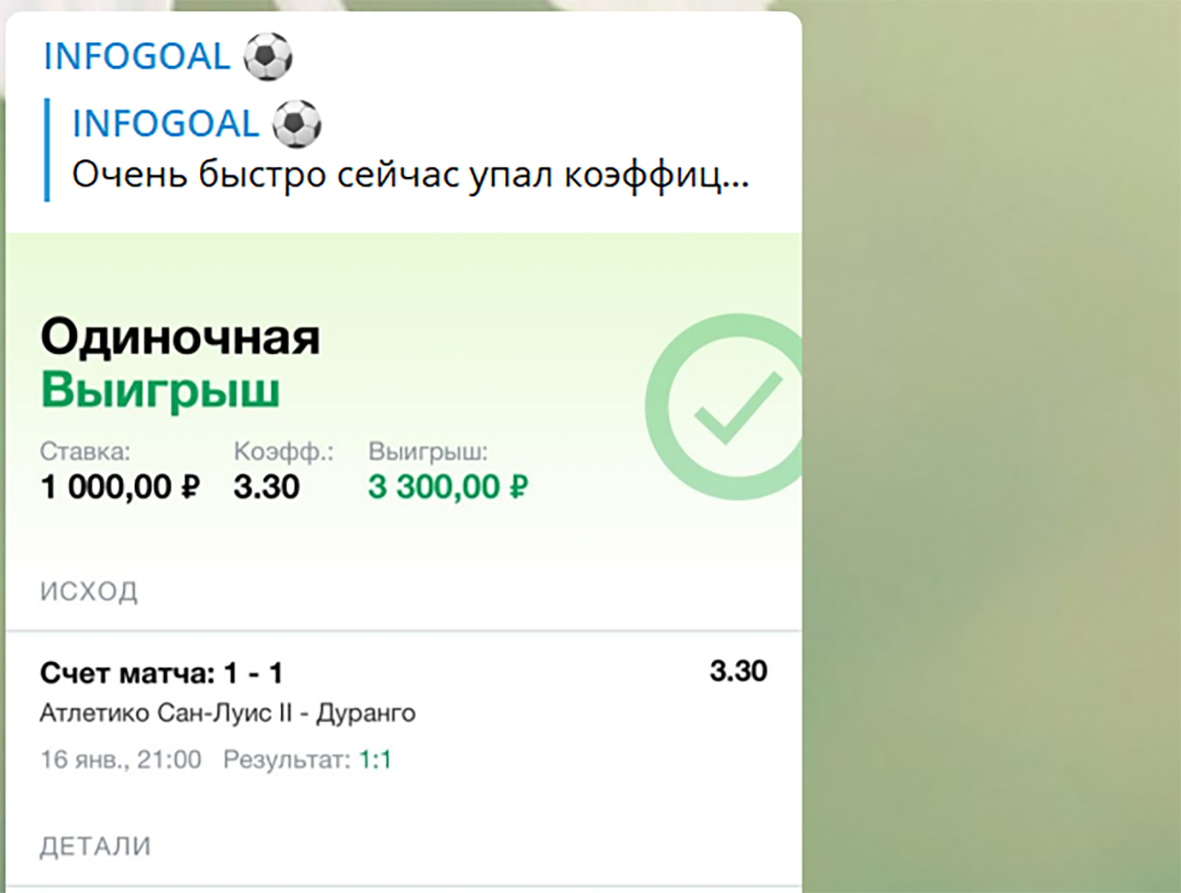 INFOGOAL ⚽
INFOGOAL ⚽
Очень быстро сейчас упал коэффиц...
Одиночная
Выигрыш
Ставка: Коэфф.: Выигрыш:
1 000,00 ₽ 3.30 3 300,00 ₽
ИСХОД
Счет матча: 1 - 1 3.30
Атлетико Сан-Луис II - Дуранго
16 янв., 21:00 Результат: 1:1
ДЕТАЛИ